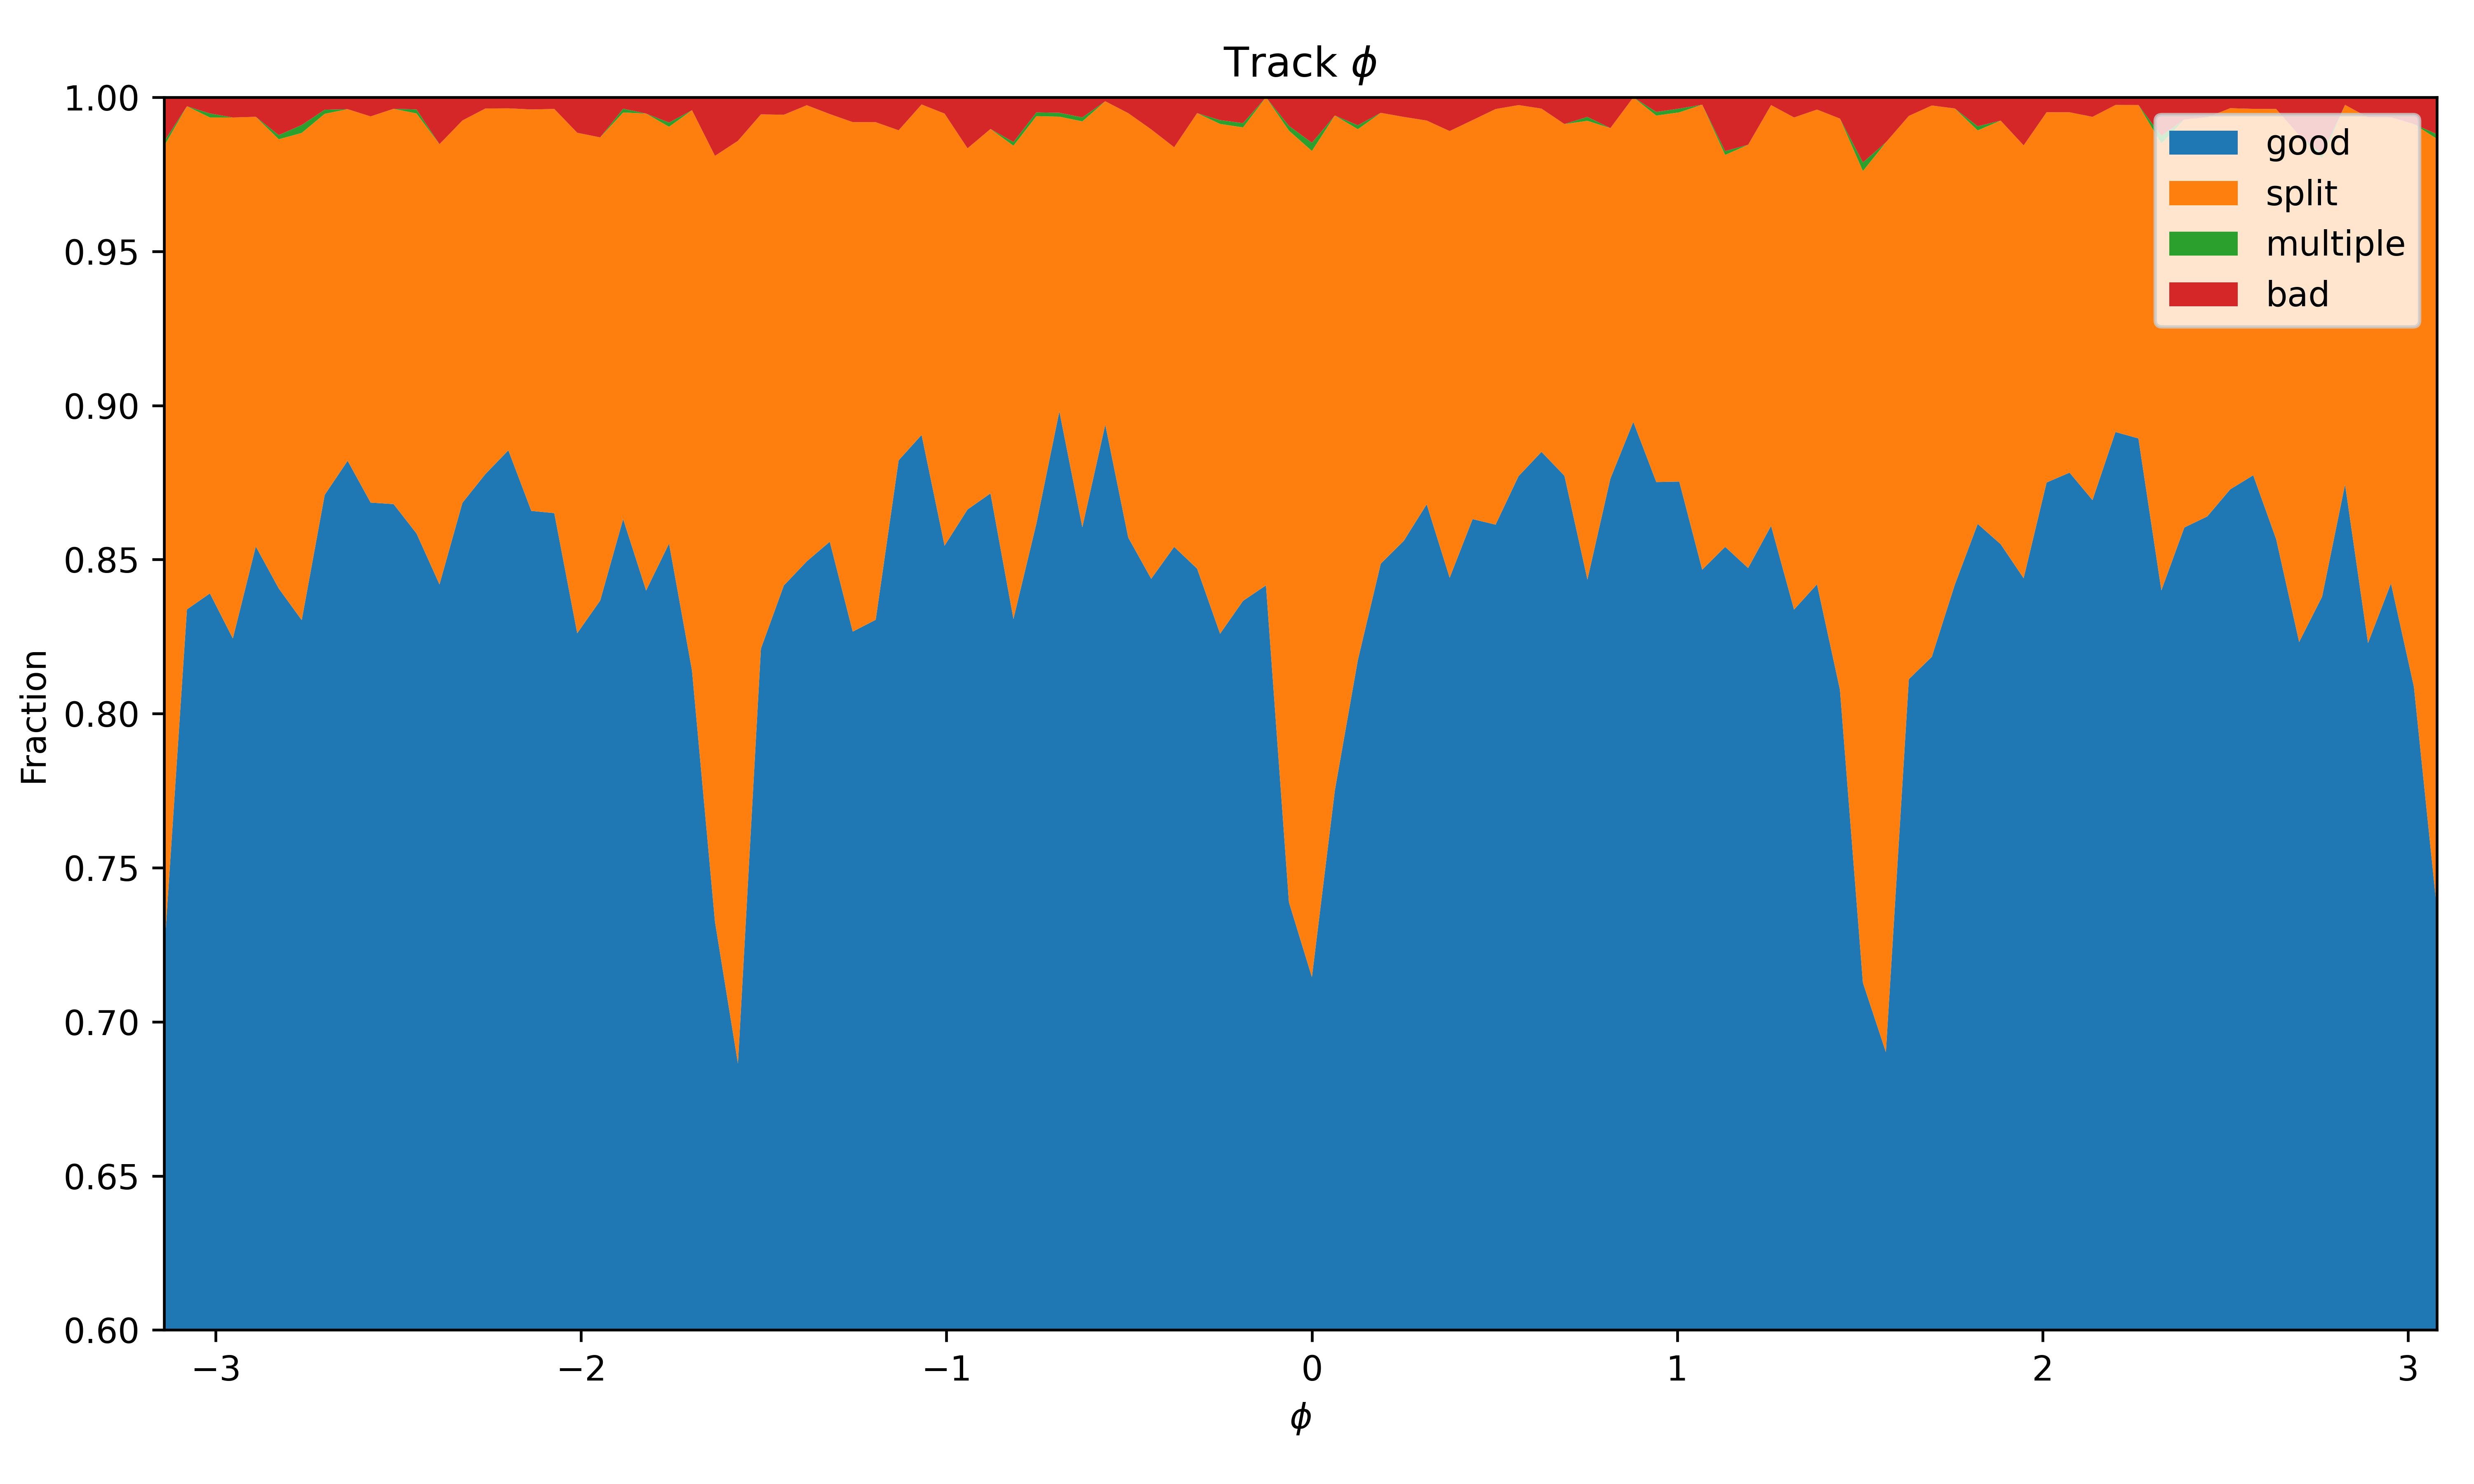 Track ϕ
1.00
0.95
0.90
0.85
0.80
0.75
0.70
0.65
0.60
Fraction
good
split
multiple
bad
−3 −2 −1 0 1 2 3
ϕ